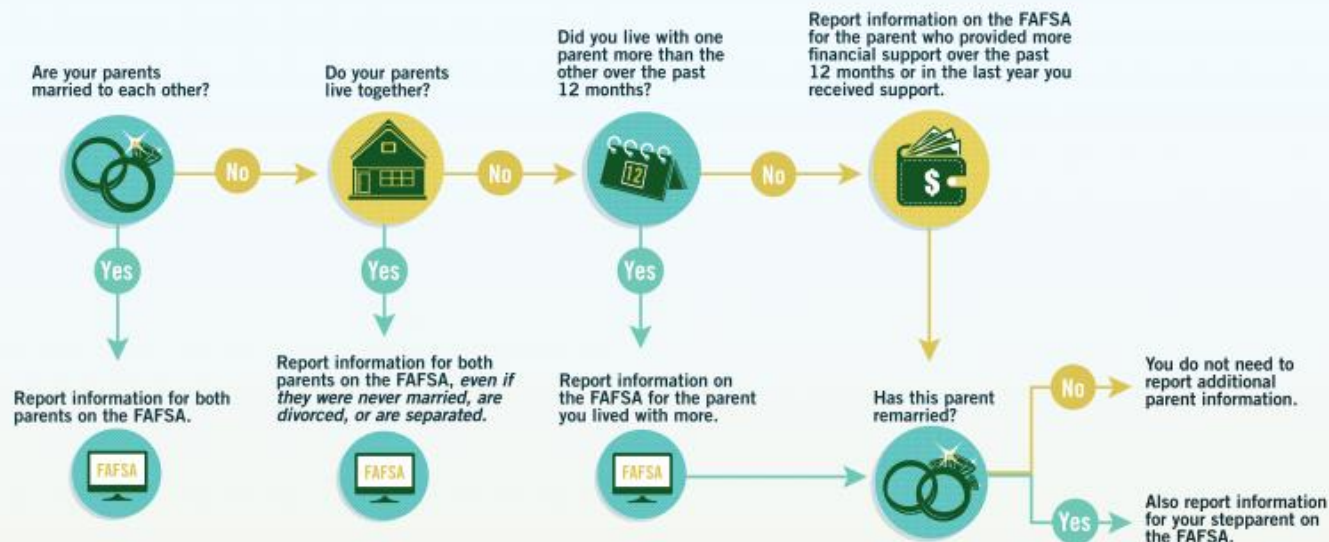 Are your parents
married to each other?
No
Yes
Report information for both
parents on the FAFSA.
FAFSA
Do your parents
live together?
No
Yes
Report information for both
parents on the FAFSA, even if
they were never married, are
divorced, or are separated.
FAFSA
Did you live with one
parent more than the
other over the past
12 months?
12
No
Yes
Report information on
the FAFSA for the parent
you lived with more.
FAFSA
Report information on the FAFSA
for the parent who provided more
financial support over the past
12 months or in the last year you
received support.
$
Has this parent
remarried?
No
You do not need to
report additional
parent information.
Yes
Also report information
for your stepparent on
the FAFSA.